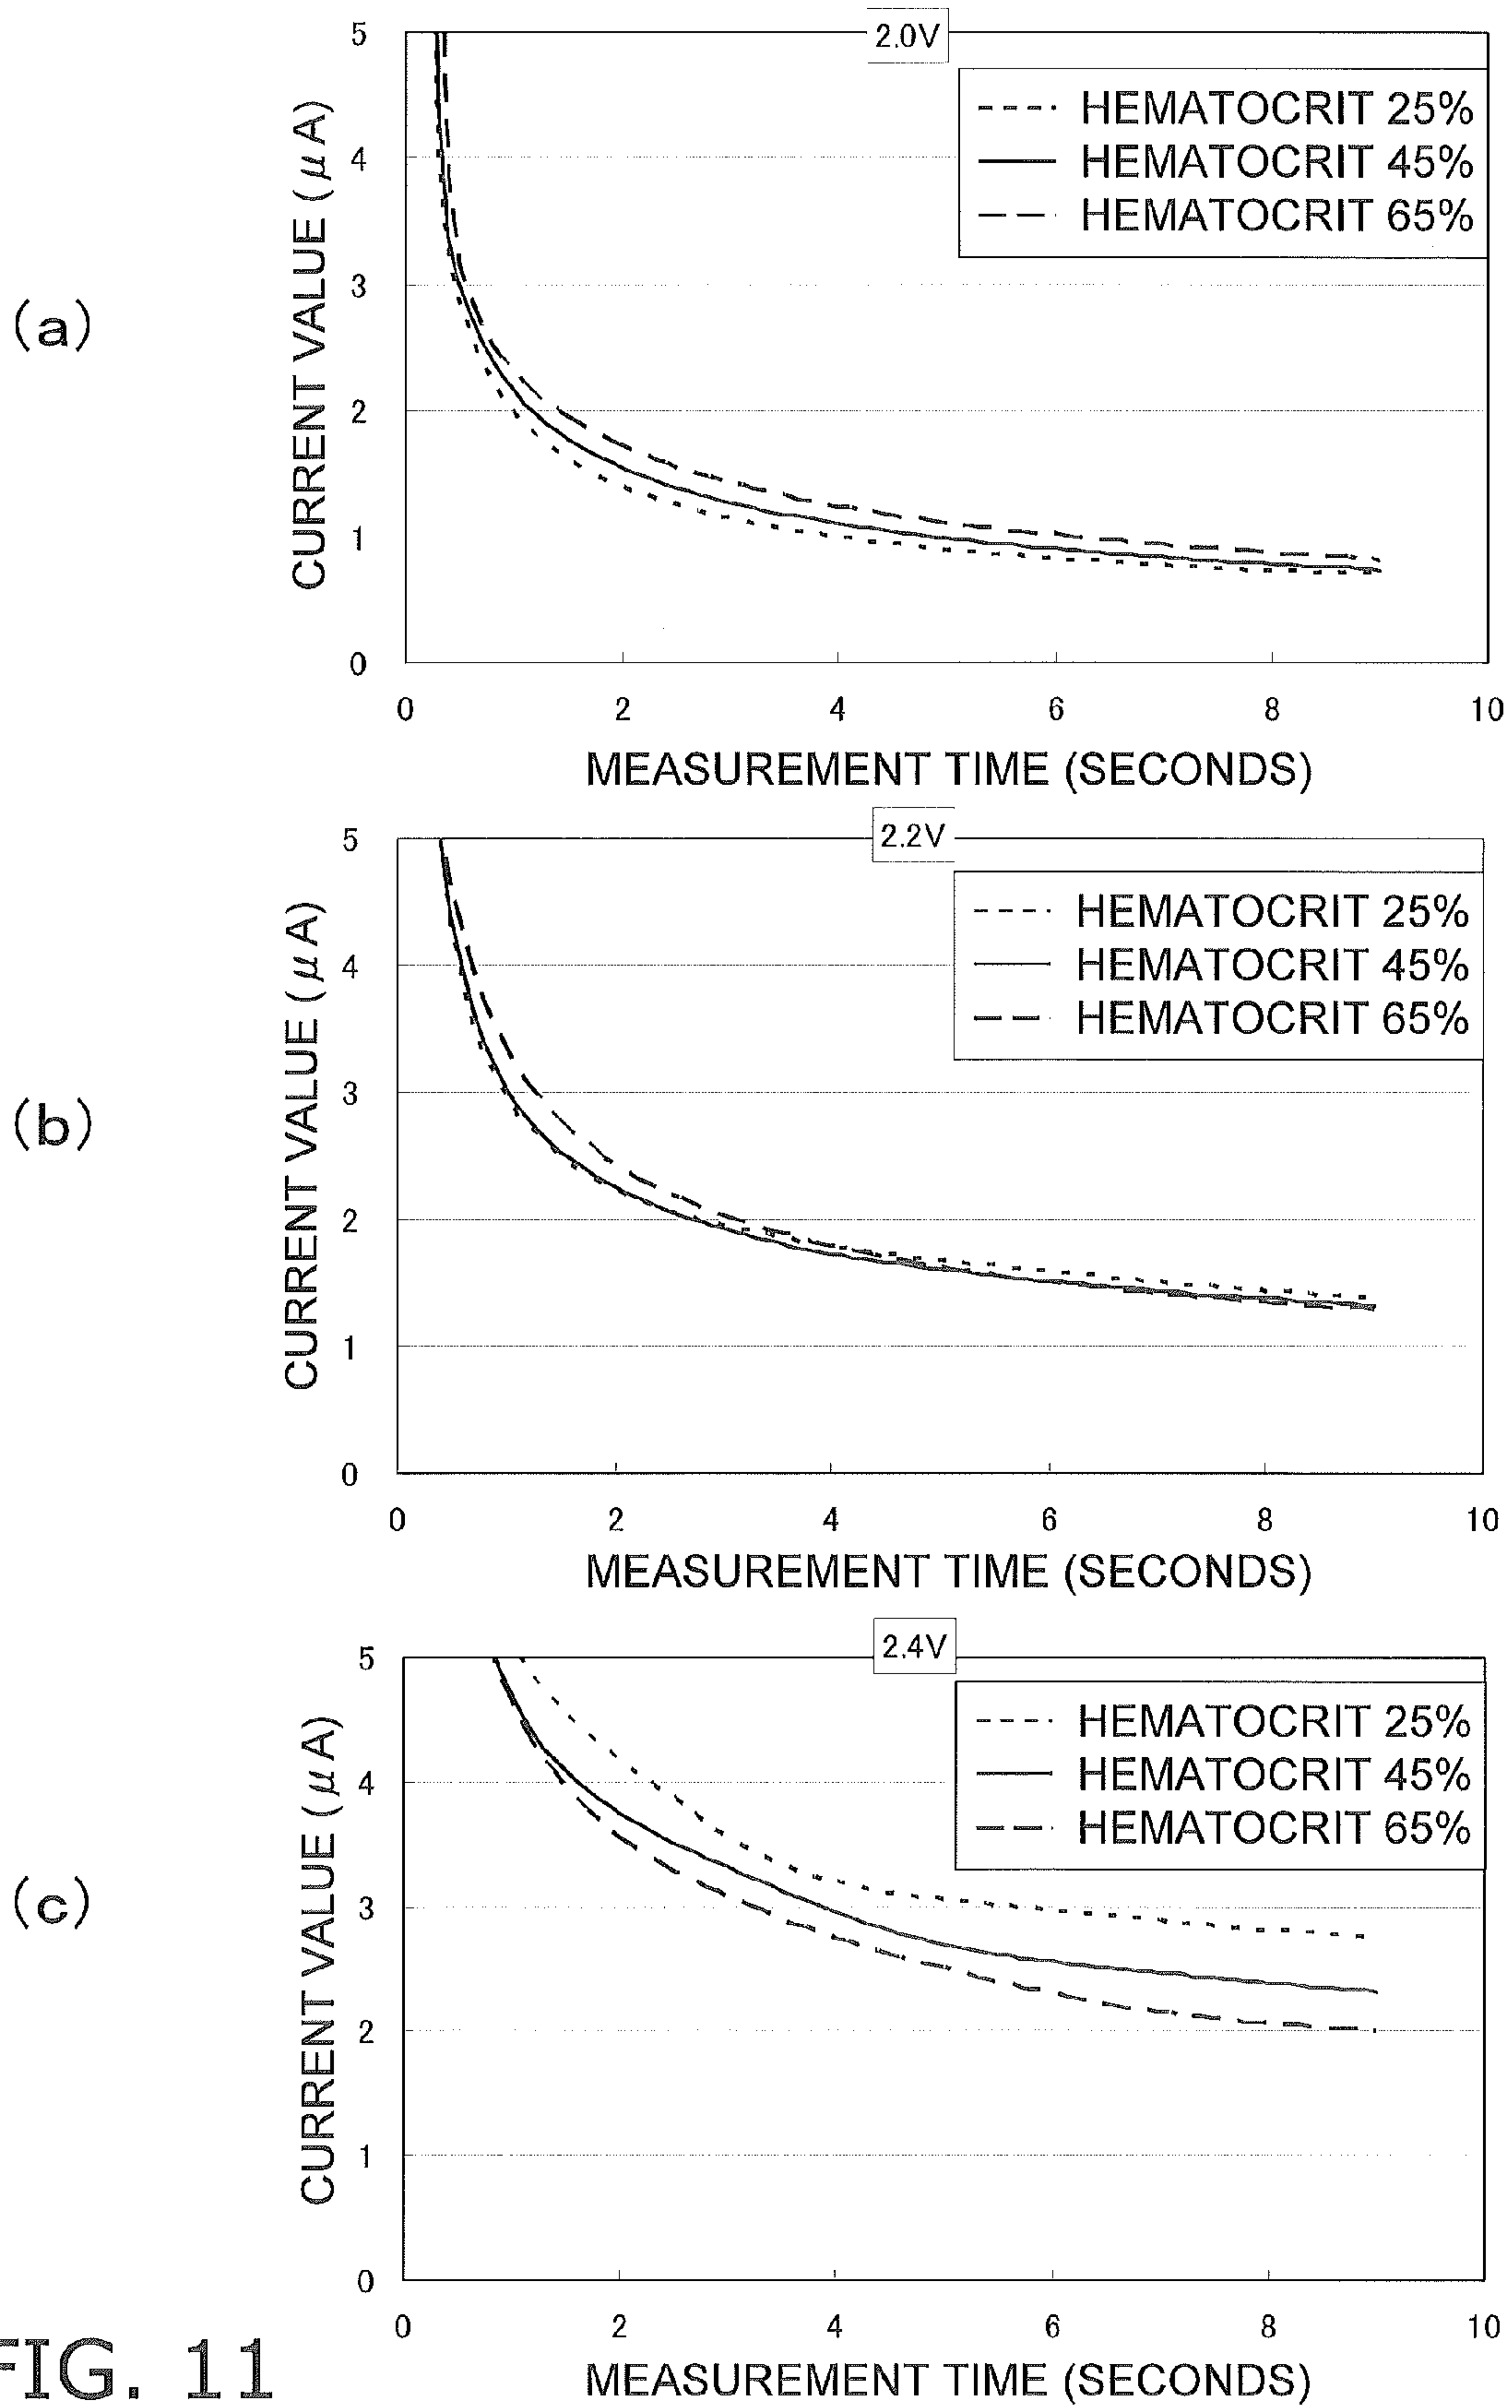 (a)
2.0V
HEMATOCRIT 25%
HEMATOCRIT 45%
HEMATOCRIT 65%
CURRENT VALUE (μA)
5
4
3
2
1
0
0 2 4 6 8 10
MEASUREMENT TIME (SECONDS)
(b)
2.2V
HEMATOCRIT 25%
HEMATOCRIT 45%
HEMATOCRIT 65%
CURRENT VALUE (μA)
5
4
3
2
1
0
0 2 4 6 8 10
MEASUREMENT TIME (SECONDS)
(c)
2.4V
HEMATOCRIT 25%
HEMATOCRIT 45%
HEMATOCRIT 65%
CURRENT VALUE (μA)
5
4
3
2
1
0
0 2 4 6 8 10
MEASUREMENT TIME (SECONDS)
FIG. 11